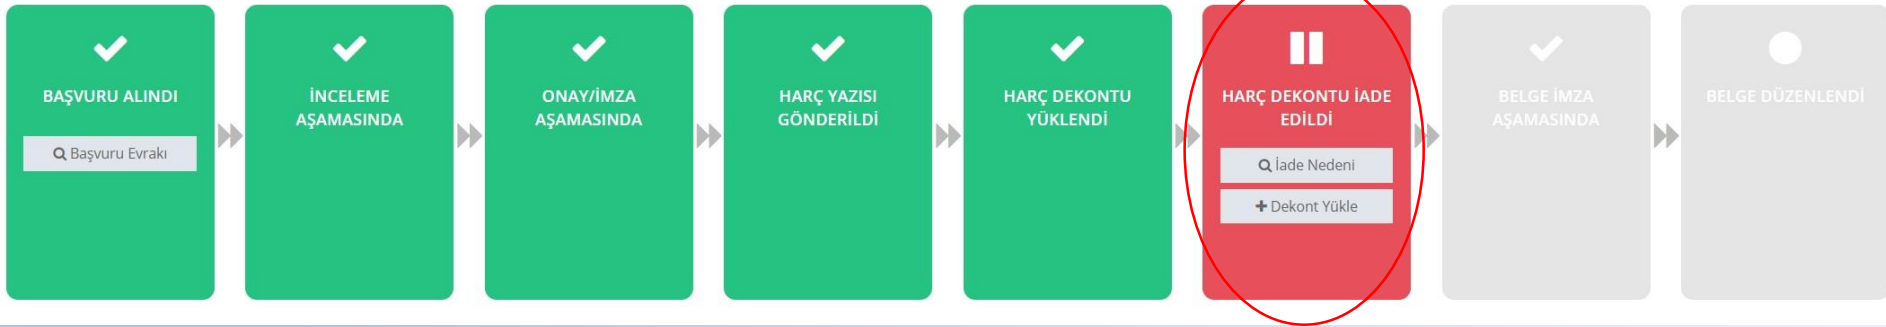 BAŞVURU ALINDI
Başvuru Evrakı
İNCELEME
AŞAMASINDA
ONAY/İMZA
AŞAMASINDA
HARÇ YAZISI
GÖNDERİLDİ
HARÇ DEKONTU
YÜKLENDİ
HARÇ DEKONTU İADE
EDİLDİ
İade Nedeni
Dekont Yükle
BELGE İMZA
AŞAMASINDA
BELGE DÜZENLENDİ